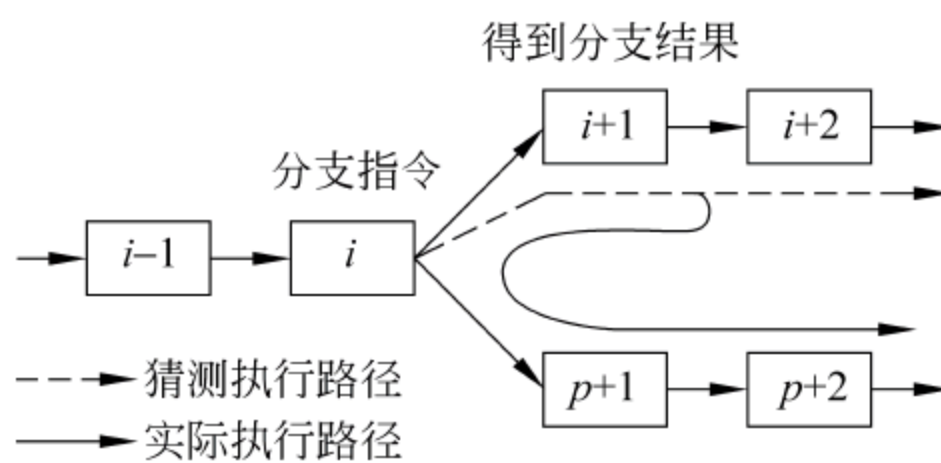 得到分支结果
i+1
i+2
分支指令
i−1
i
猜测执行路径
p+1
p+2
实际执行路径